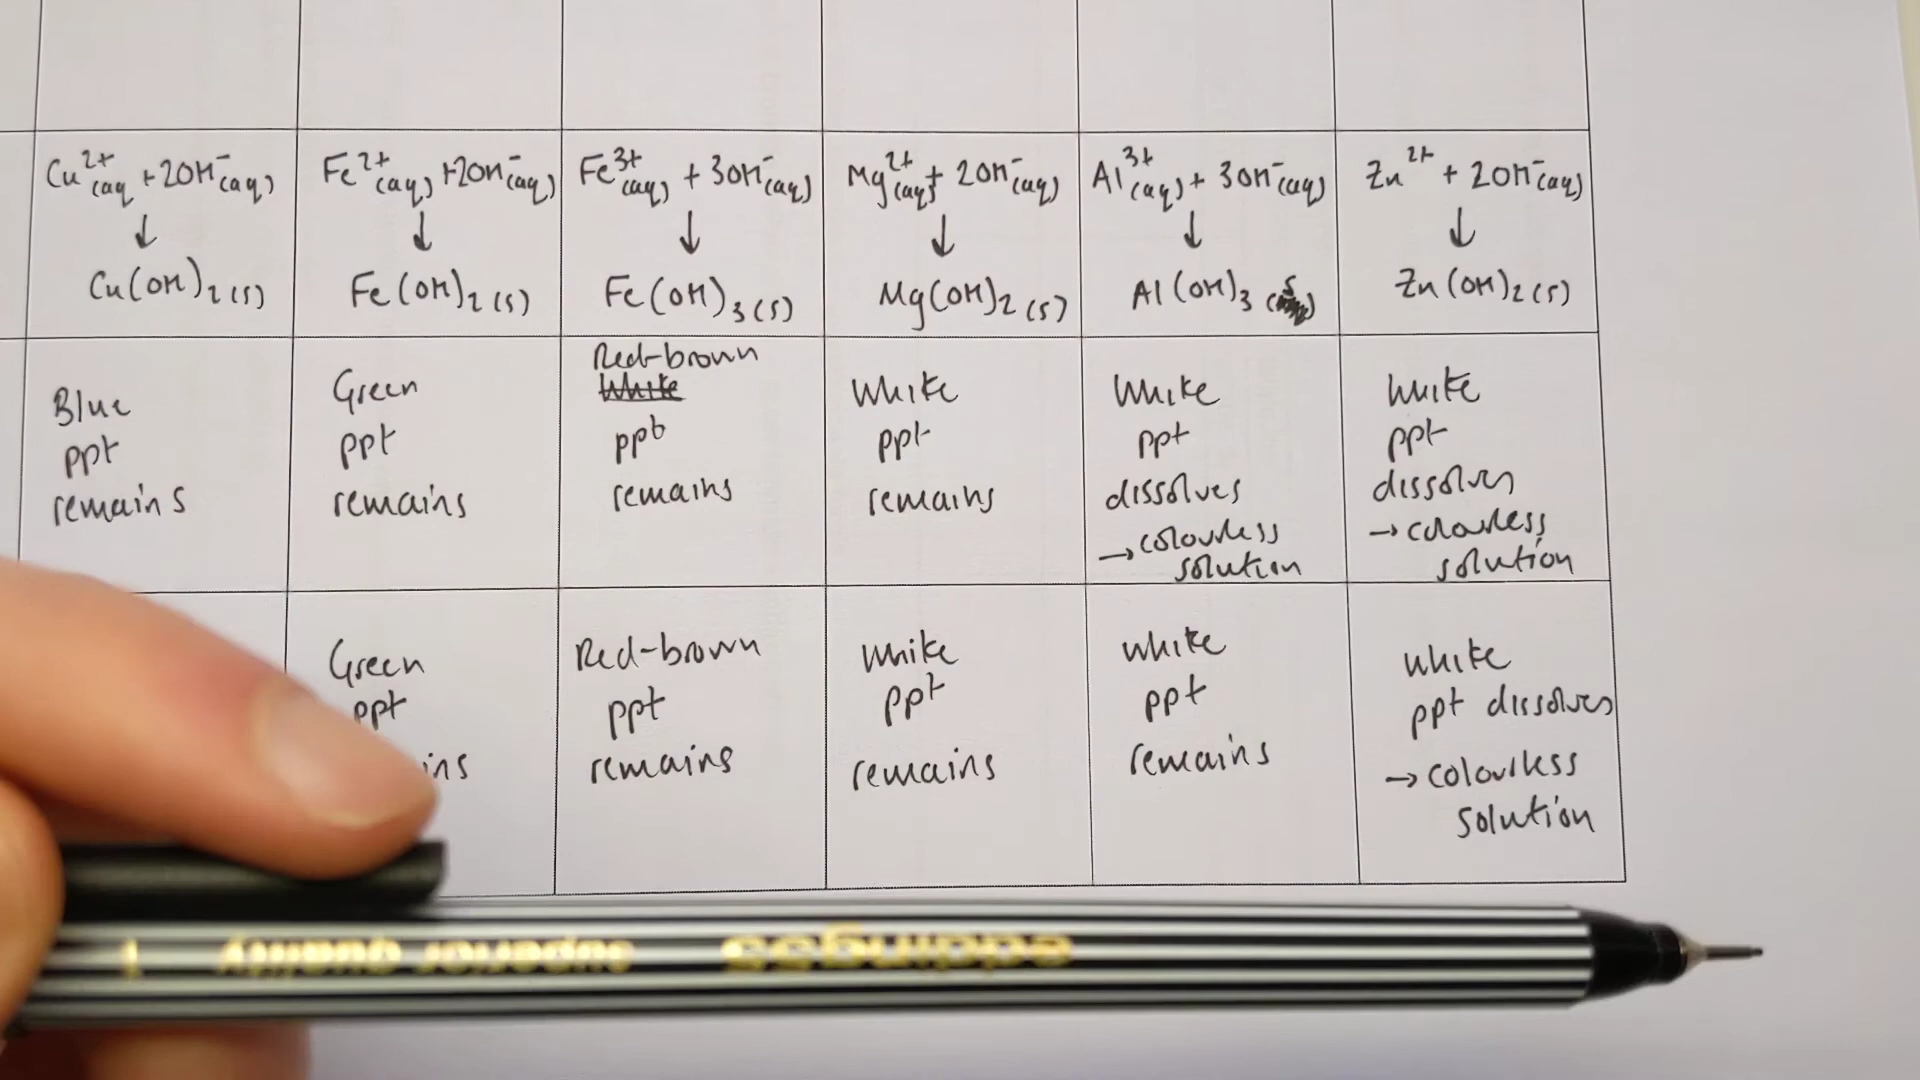 Cu²⁺(aq + 2OH⁻(aq)
↓
Cu(OH)₂(s)
Fe²⁺(aq) + 2OH⁻(aq)
↓
Fe(OH)₂(s)
Fe³⁺(aq) + 3OH⁻(aq)
↓
Fe(OH)₃(s)
Mg²⁺(aq) + 2OH⁻(aq)
↓
Mg(OH)₂(s)
Al³⁺(aq) + 3OH⁻(aq)
↓
Al(OH)₃(s)
Zn²⁺ + 2OH⁻(aq)
↓
Zn(OH)₂(s)
Blue
ppt
remains
Green
ppt
remains
Red-brown
White
ppt
remains
White
ppt
remains
White
ppt
dissolves
→ colourless
solution
White
ppt
dissolves
→ colourless
solution
Green
ppt
Red-brown
ppt
remains
White
ppt
remains
White
ppt
remains
White
ppt dissolves
→ colourless
solution
edding 55
superior quality
1